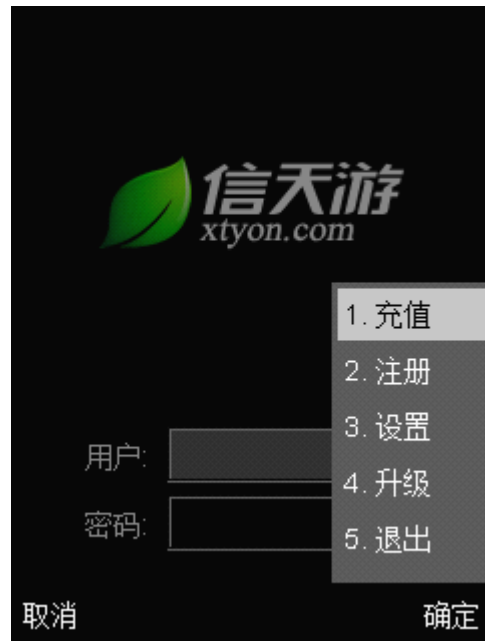 信天游
xtyon.com
1.充值
2.注册
3.设置
4.升级
5.退出
用户:
密码:
取消
确定